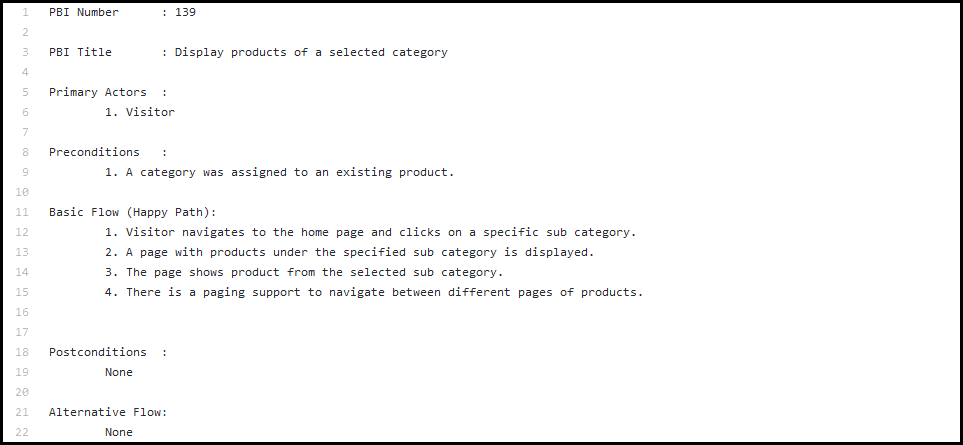 1 PBI Number : 139
2
3 PBI Title : Display products of a selected category
4
5 Primary Actors :
6 1. Visitor
7
8 Preconditions :
9 1. A category was assigned to an existing product.
10
11 Basic Flow (Happy Path):
12 1. Visitor navigates to the home page and clicks on a specific sub category.
13 2. A page with products under the specified sub category is displayed.
14 3. The page shows product from the selected sub category.
15 4. There is a paging support to navigate between different pages of products.
16
17
18 Postconditions :
19 None
20
21 Alternative Flow:
22 None